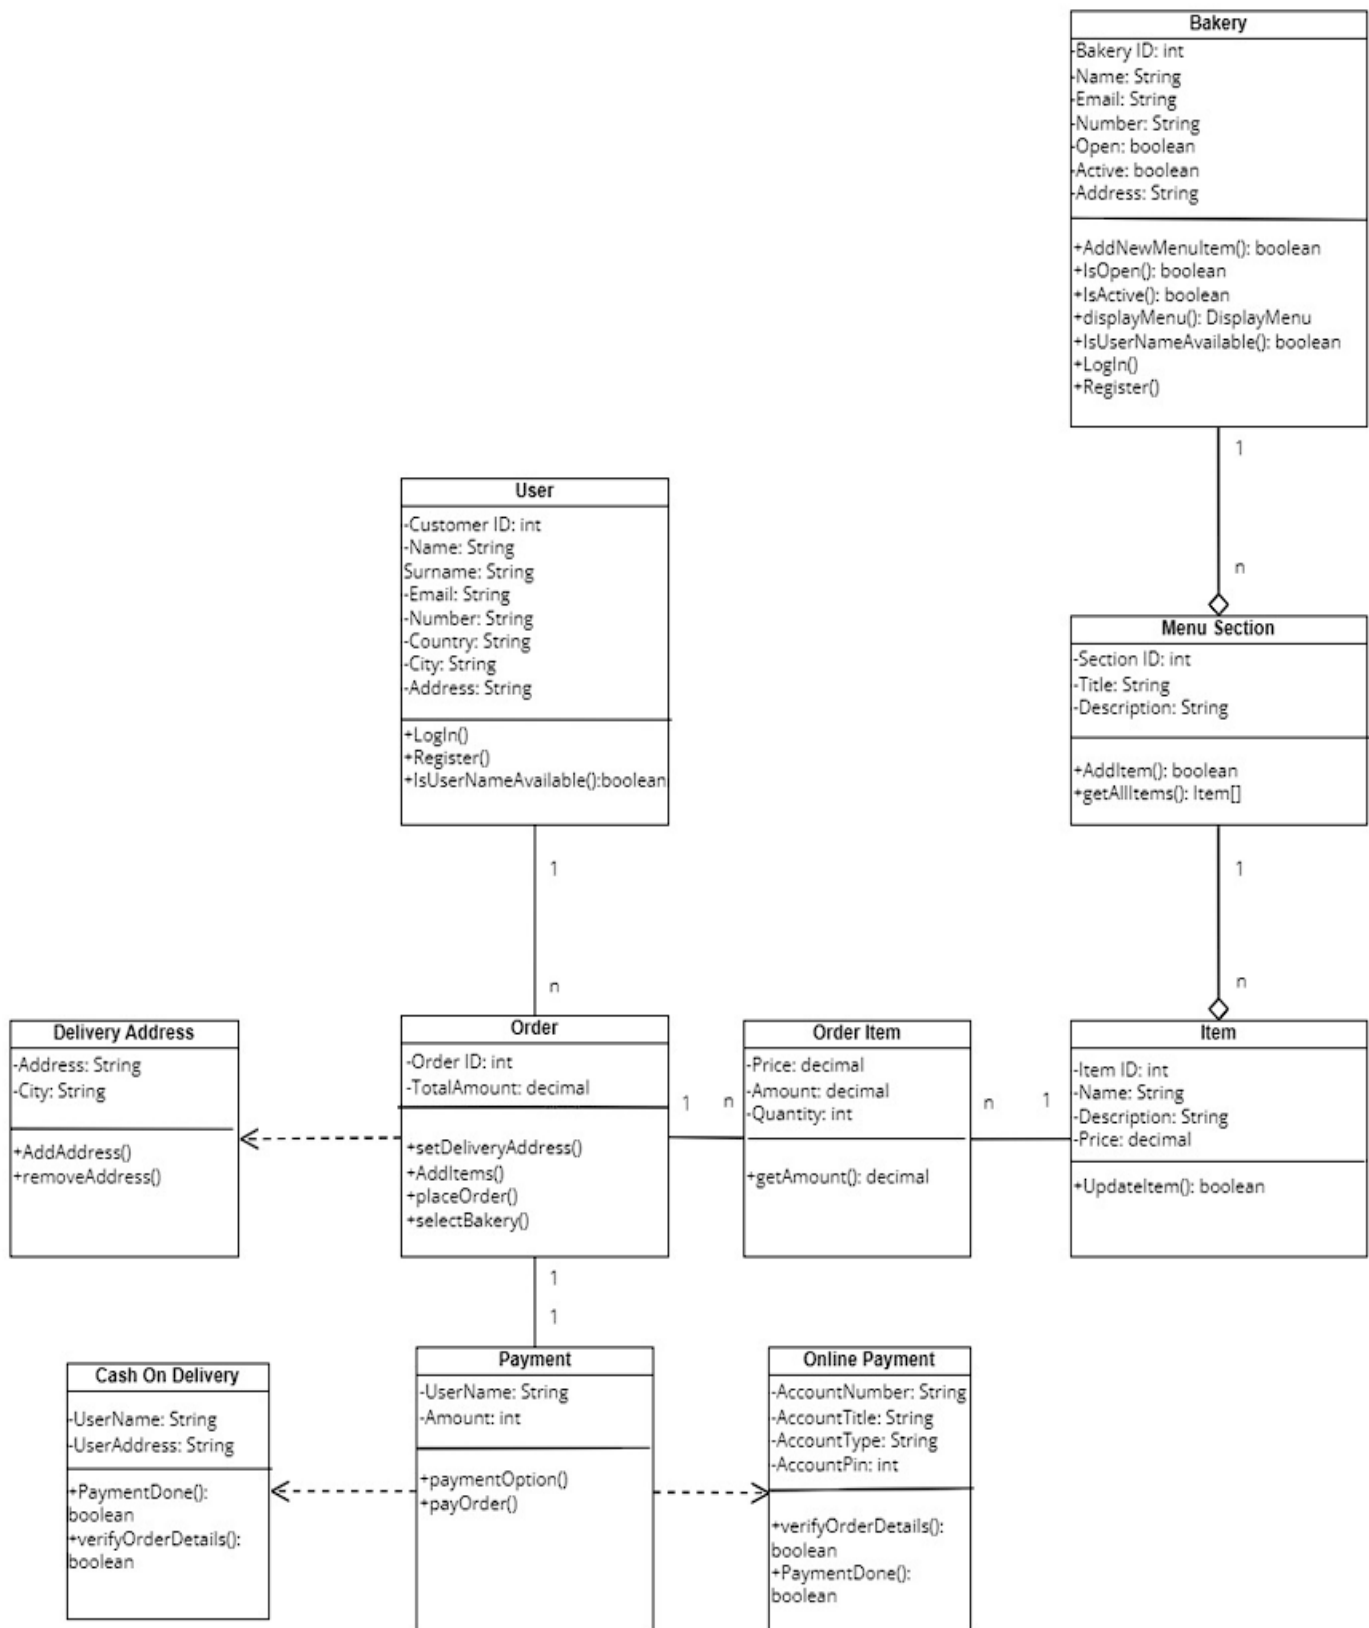 Bakery
-Bakery ID: int
-Name: String
-Email: String
-Number: String
-Open: boolean
-Active: boolean
-Address: String
+AddNewMenuItem(): boolean
+IsOpen(): boolean
+IsActive(): boolean
+displayMenu(): DisplayMenu
+IsUserNameAvailable(): boolean
+LogIn()
+Register()
1
n
User
-Customer ID: int
-Name: String
Surname: String
-Email: String
-Number: String
-Country: String
-City: String
-Address: String
+LogIn()
+Register()
+IsUserNameAvailable():boolean
1
n
Menu Section
-Section ID: int
-Title: String
-Description: String
+AddItem(): boolean
+getAllItems(): Item[]
1
n
Delivery Address
-Address: String
-City: String
+AddAddress()
+removeAddress()
Order
-Order ID: int
-TotalAmount: decimal
+setDeliveryAddress()
+AddItems()
+placeOrder()
+selectBakery()
1 n
Order Item
-Price: decimal
-Amount: decimal
-Quantity: int
+getAmount(): decimal
n 1
Item
-Item ID: int
-Name: String
-Description: String
-Price: decimal
+UpdateItem(): boolean
1
1
Cash On Delivery
-UserName: String
-UserAddress: String
+PaymentDone():
boolean
+verifyOrderDetails():
boolean
Payment
-UserName: String
-Amount: int
+paymentOption()
+payOrder()
Online Payment
-AccountNumber: String
-AccountTitle: String
-AccountType: String
-AccountPin: int
+verifyOrderDetails():
boolean
+PaymentDone():
boolean